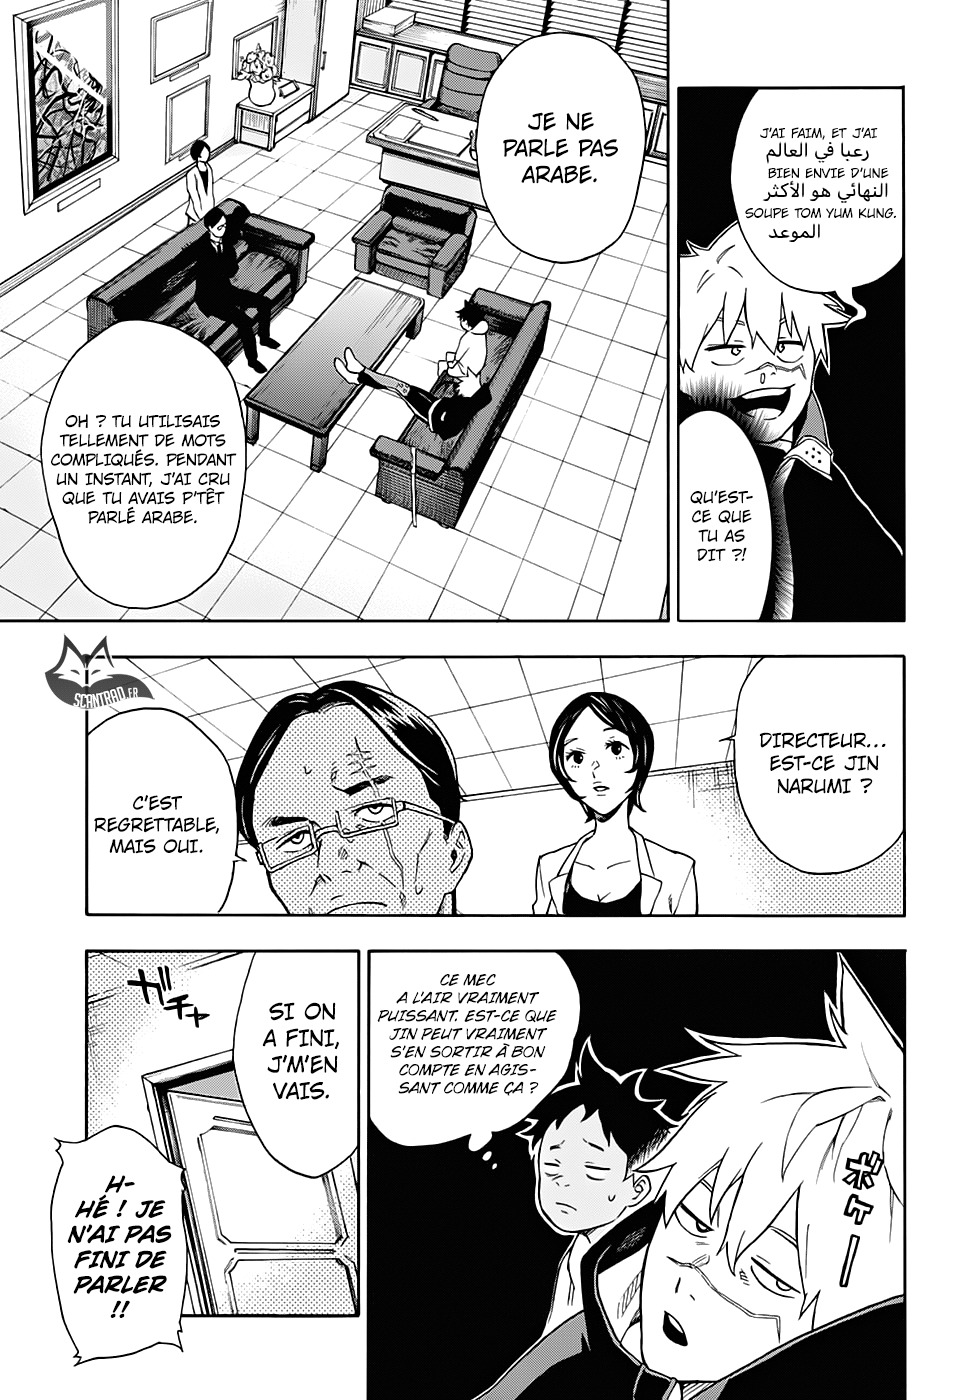 J'AI FAIM, ET J'AI
رعبا في العالم
BIEN ENVIE D'UNE
النهائي هو الأكثر
SOUPE TOM YUM KUNG.
الموعد
QU'EST-
CE QUE
TU AS
DIT ?!
JE NE
PARLE PAS
ARABE.
OH ? TU UTILISAIS
TELLEMENT DE MOTS
COMPLIQUÉS. PENDANT
UN INSTANT, J'AI CRU
QUE TU AVAIS P'TÊT
PARLÉ ARABE.
SCANTRAD.FR
DIRECTEUR...
EST-CE JIN
NARUMI ?
C'EST
REGRETTABLE,
MAIS OUI.
CE MEC
A L'AIR VRAIMENT
PUISSANT. EST-CE QUE
JIN PEUT VRAIMENT
S'EN SORTIR À BON
COMPTE EN AGIS-
SANT COMME ÇA ?
ボケー
SI ON
A FINI,
J'M'EN
VAIS.
ガチャ
H-
HÉ ! JE
N'AI PAS
FINI DE
PARLER
!!